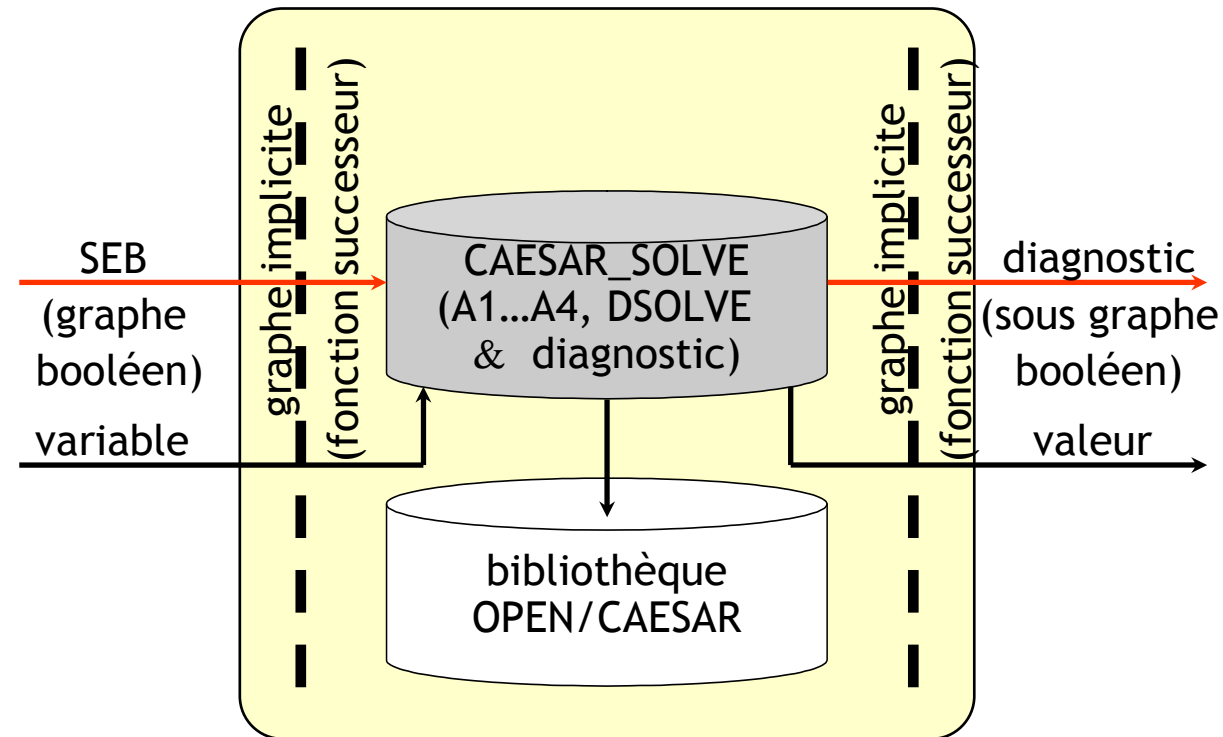 SEB
(graphe
booléen)
variable
graphe implicite
(fonction successeur)
CAESAR_SOLVE
(A1…A4, DSOLVE
& diagnostic)
bibliothèque
OPEN/CAESAR
graphe implicite
(fonction successeur)
diagnostic
(sous graphe
booléen)
valeur